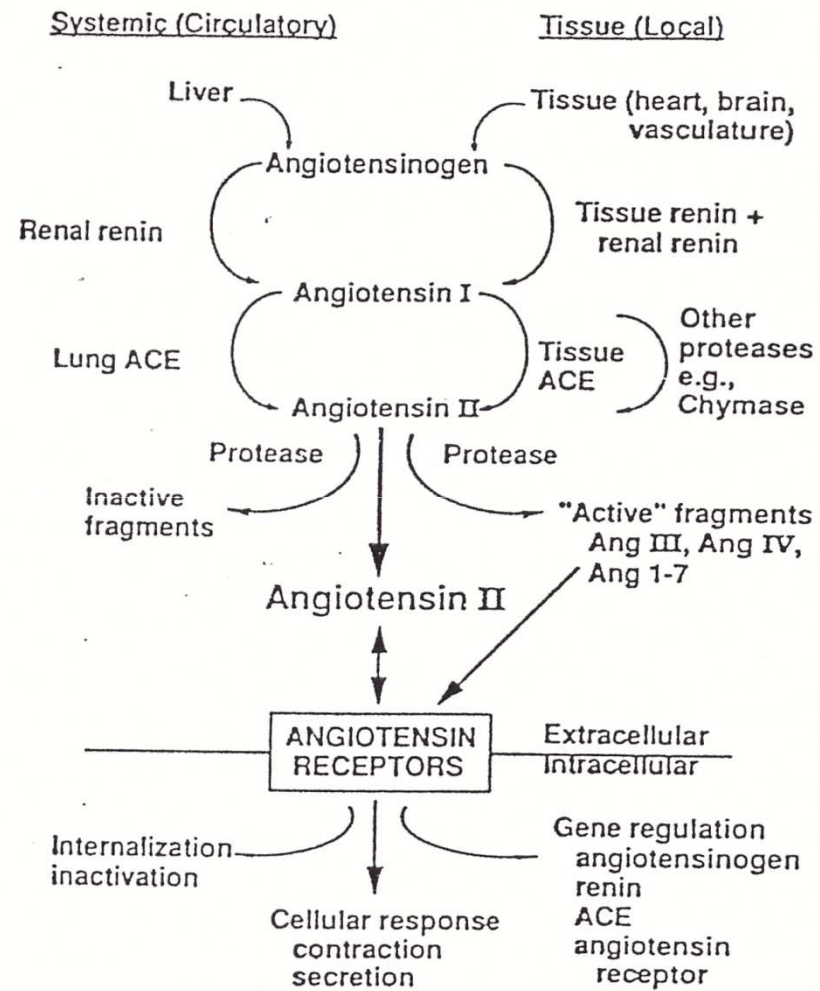 Systemic (Circulatory)
Tissue (Local)
Liver
Tissue (heart, brain,
vasculature)
Angiotensinogen
Renal renin
Tissue renin +
renal renin
Angiotensin I
Lung ACE
Tissue
ACE
Other
proteases
e.g.,
Chymase
Angiotensin II
Protease
Protease
Inactive
fragments
"Active" fragments
Ang III, Ang IV,
Ang 1-7
Angiotensin II
ANGIOTENSIN
RECEPTORS
Extracellular
Intracellular
Internalization
inactivation
Gene regulation
angiotensinogen
renin
ACE
angiotensin
receptor
Cellular response
contraction
secretion